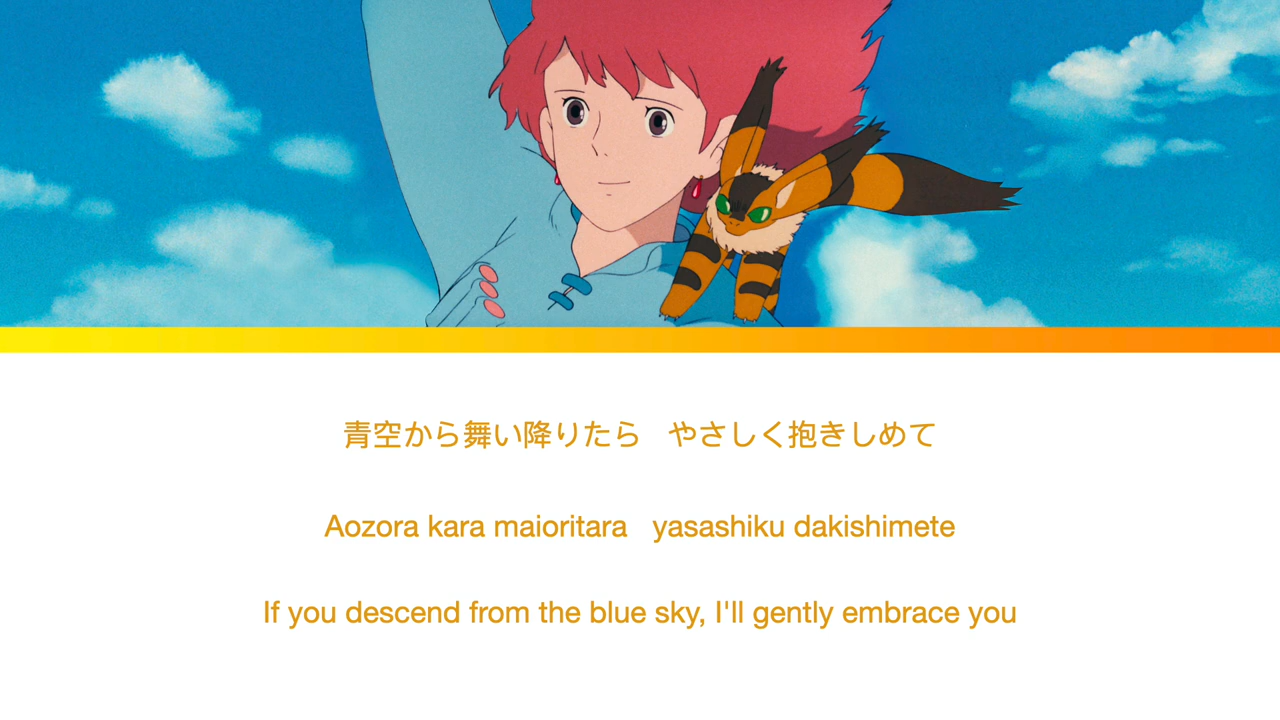 青空から舞い降りたら やさしく抱きしめて
Aozora kara maioritara yasashiku dakishimete
If you descend from the blue sky, I'll gently embrace you